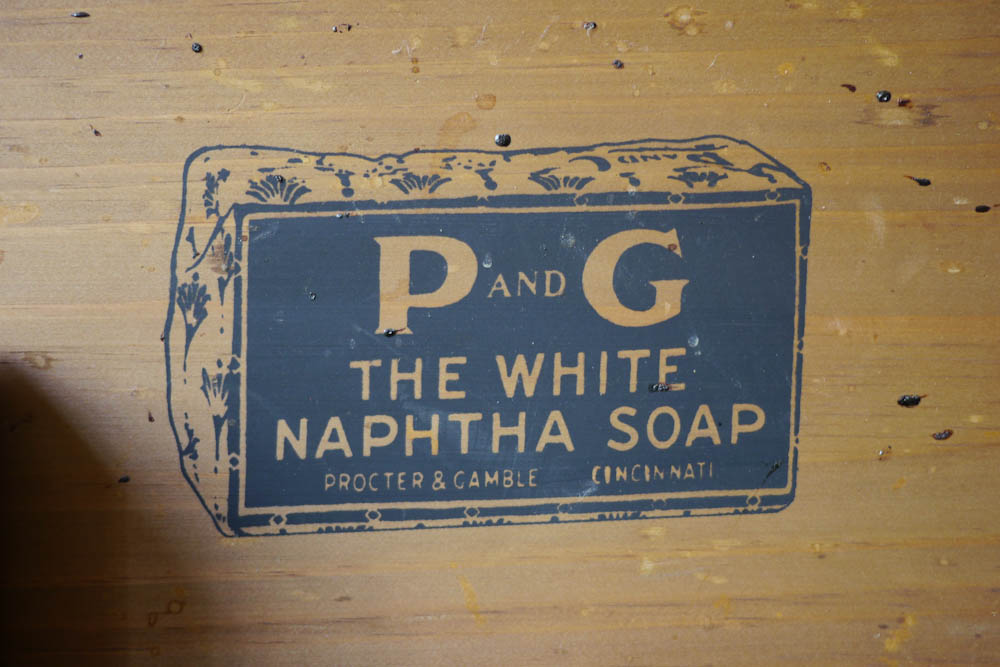 P AND G
THE WHITE
NAPHTHA SOAP
PROCTER & GAMBLE CINCINNATI